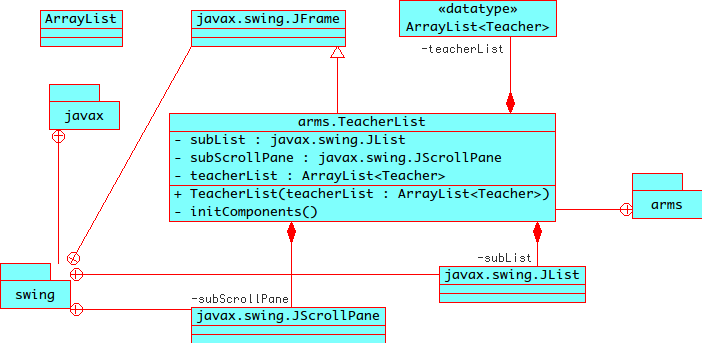 ArrayList
javax.swing.JFrame
«datatype»
ArrayList<Teacher>
-teacherList
javax
arms.TeacherList
- subList : javax.swing.JList
- subScrollPane : javax.swing.JScrollPane
- teacherList : ArrayList<Teacher>
+ TeacherList(teacherList : ArrayList<Teacher>)
- initComponents()
arms
-subList
javax.swing.JList
swing
-subScrollPane
javax.swing.JScrollPane